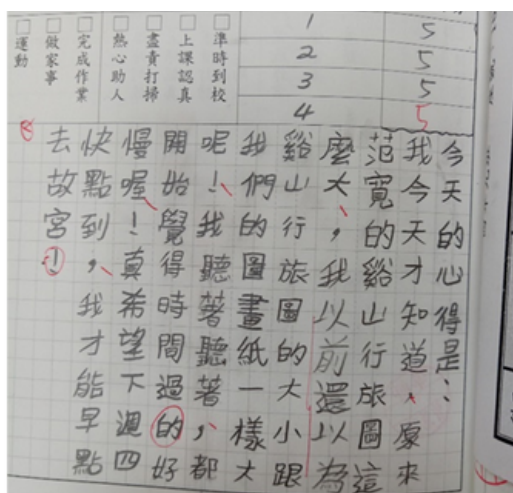 1 5
2 5
3 5
4 5
□準時到校
□上課認真
□盡責打掃
□熱心助人
□完成作業
□做家事
□運動
今天的心得是：
我今天才知道，原來
范寬的谿山行旅圖這
麼大，我以前還以為
谿山行旅圖的大小跟
我們的圖畫紙一樣大
呢！我聽著聽著，都
開始覺得時間過的好
慢喔！真希望下週四
快點到，我才能早點
去故宮！